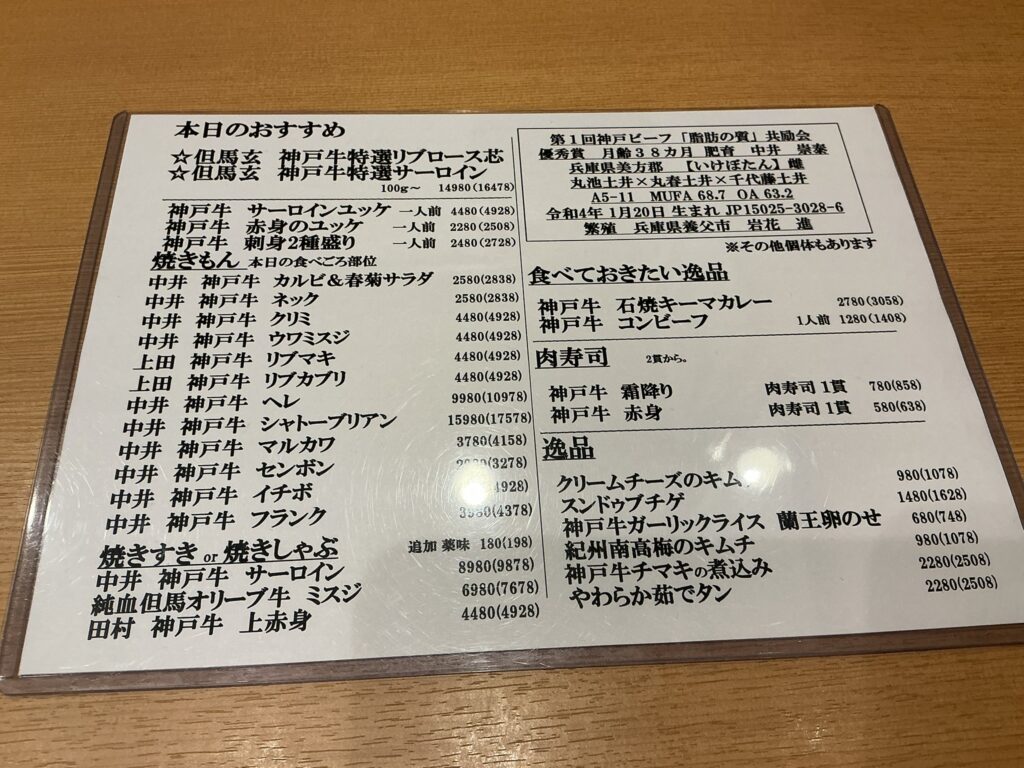 本日のおすすめ
☆但馬玄 神戸牛特選リブロース芯
☆但馬玄 神戸牛特選サーロイン
100g～ 14980(16478)
神戸牛 サーロインユッケ 一人前 4480(4928)
神戸牛 赤身のユッケ 一人前 2280(2508)
神戸牛 刺身2種盛り 一人前 2480(2728)
焼きもん 本日の食べごろ部位
中井 神戸牛 カルビ&春菊サラダ 2580(2838)
中井 神戸牛 ネック 2580(2838)
中井 神戸牛 クリミ 4480(4928)
中井 神戸牛 ウワミスジ 4480(4928)
上田 神戸牛 リブマキ 4480(4928)
上田 神戸牛 リブカブリ 4480(4928)
中井 神戸牛 ヘレ 9980(10978)
中井 神戸牛 シャトーブリアン 15980(17578)
中井 神戸牛 マルカワ 3780(4158)
中井 神戸牛 センボン (3278)
中井 神戸牛 イチボ (4928)
中井 神戸牛 フランク 3980(4378)
焼きすき or 焼きしゃぶ 追加 薬味 180(198)
中井 神戸牛 サーロイン 8980(9878)
純血但馬オリーブ牛 ミスジ 6980(7678)
田村 神戸牛 上赤身 4480(4928)
第1回神戸ビーフ「脂肪の質」共励会
優秀賞 月齢38カ月 肥育 中井 崇泰
兵庫県美方郡 【いけぼたん】雌
丸池土井×丸春土井×千代藤土井
A5-11 MUFA 68.7 OA 63.2
令和4年 1月20日 生まれ JP15025-3028-6
繁殖 兵庫県養父市 岩花 進
※その他個体もあります
食べておきたい逸品
神戸牛 石焼キーマカレー 2780(3058)
神戸牛 コンビーフ 1人前 1280(1408)
肉寿司 2貫から。
神戸牛 霜降り 肉寿司 1貫 780(858)
神戸牛 赤身 肉寿司 1貫 580(638)
逸品
クリームチーズのキム 980(1078)
スンドゥブチゲ 1480(1628)
神戸牛ガーリックライス 蘭王卵のせ 680(748)
紀州南高梅のキムチ 980(1078)
神戸牛チマキの煮込み 2280(2508)
やわらか茹でタン 2280(2508)